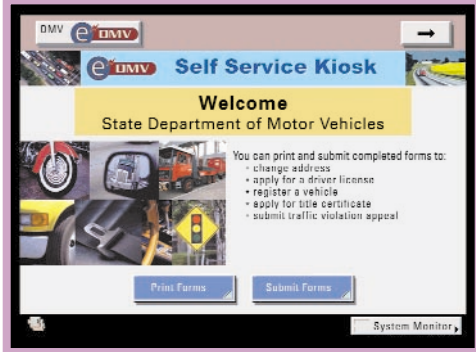 DMV e DMV
e DMV Self Service Kiosk
Welcome
State Department of Motor Vehicles
You can print and submit completed forms to:
- change address
- apply for a driver license
• register a vehicle
- apply for title certificate
- submit traffic violation appeal
Print Forms Submit Forms
System Monitor